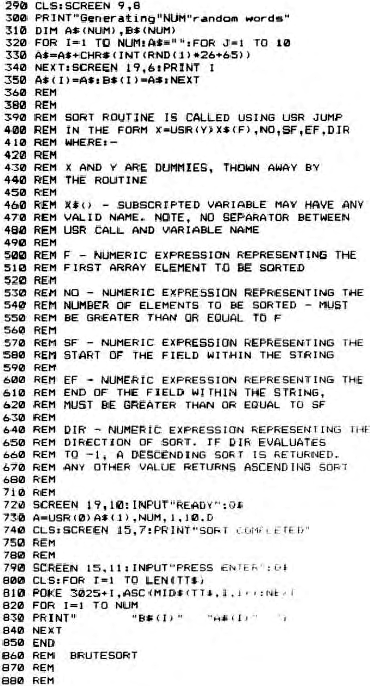 290 CLS:SCREEN 9,8
300 PRINT"Generating"NUM"random words"
310 DIM A$(NUM),B$(NUM)
320 FOR I=1 TO NUM:A$="":FOR J=1 TO 10
330 A$=A$+CHR$(INT(RND(1)*26+65))
340 NEXT:SCREEN 19,6:PRINT I
350 A$(I)=A$:B$(I)=A$:NEXT
360 REM
380 REM
390 REM SORT ROUTINE IS CALLED USING USR JUMP
400 REM IN THE FORM X=USR(Y)X$(F),NO,SF,EF,DIR
410 REM WHERE:-
420 REM
430 REM X AND Y ARE DUMMIES, THOWN AWAY BY
440 REM THE ROUTINE
450 REM
460 REM X$() - SUBSCRIPTED VARIABLE MAY HAVE ANY
470 REM VALID NAME. NOTE, NO SEPARATOR BETWEEN
480 REM USR CALL AND VARIABLE NAME
490 REM
500 REM F - NUMERIC EXPRESSION REPRESENTING THE
510 REM FIRST ARRAY ELEMENT TO BE SORTED
520 REM
530 REM NO - NUMERIC EXPRESSION REPRESENTING THE
540 REM NUMBER OF ELEMENTS TO BE SORTED - MUST
550 REM BE GREATER THAN OR EQUAL TO F
560 REM
570 REM SF - NUMERIC EXPRESSION REPRESENTING THE
580 REM START OF THE FIELD WITHIN THE STRING
590 REM
600 REM EF - NUMERIC EXPRESSION REPRESENTING THE
610 REM END OF THE FIELD WITHIN THE STRING,
620 REM MUST BE GREATER THAN OR EQUAL TO SF
630 REM
640 REM DIR - NUMERIC EXPRESSION REPRESENTING THE
650 REM DIRECTION OF SORT. IF DIR EVALUATES
660 REM TO -1, A DESCENDING SORT IS RETURNED.
670 REM ANY OTHER VALUE RETURNS ASCENDING SORT
680 REM
710 REM
720 SCREEN 19,10:INPUT"READY";O$
730 A=USR(0)A$(1),NUM,1,10,D
740 CLS:SCREEN 15,7:PRINT"SORT COMPLETED"
750 REM
780 REM
790 SCREEN 15,11:INPUT"PRESS ENTER";O$
800 CLS:FOR I=1 TO LEN(TT$)
810 POKE 3025+I,ASC(MID$(TT$,I,1)):NEXT
820 FOR I=1 TO NUM
830 PRINT" "B$(I)" "A$(I)" "
840 NEXT
850 END
860 REM BRUTESORT
870 REM
880 REM